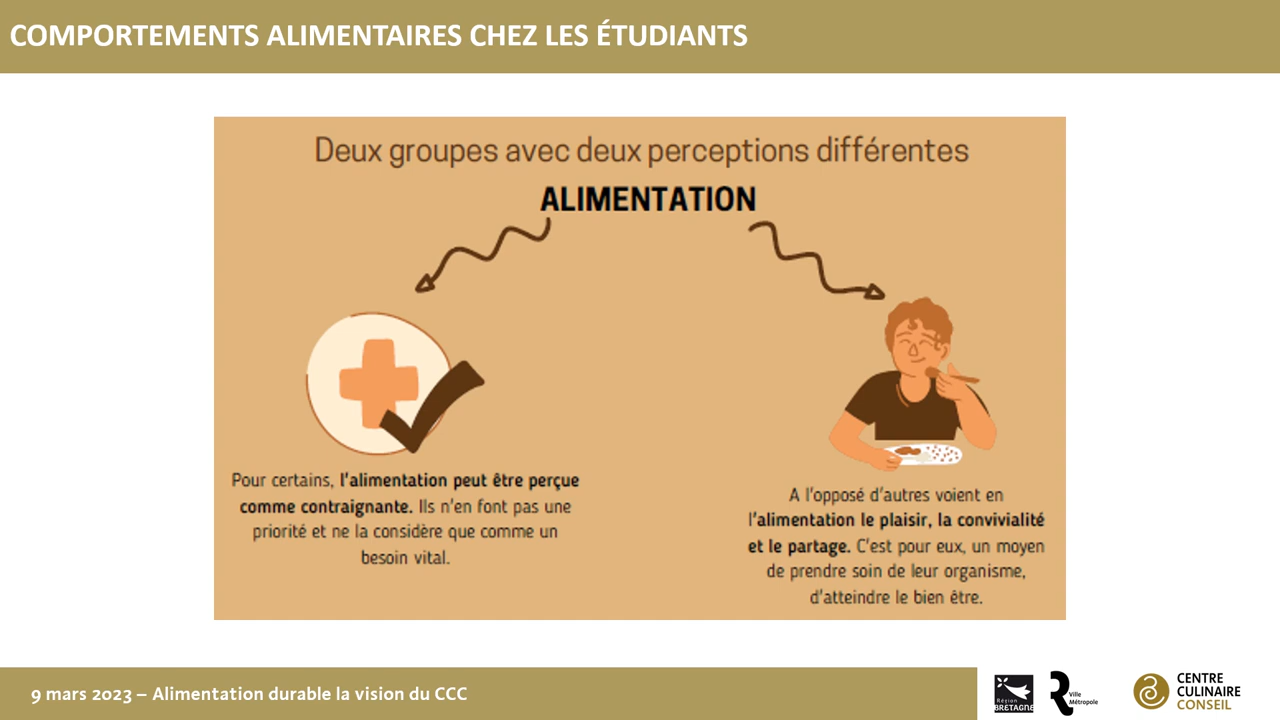 COMPORTEMENTS ALIMENTAIRES CHEZ LES ÉTUDIANTS
Deux groupes avec deux perceptions différentes
ALIMENTATION
Pour certains, l'alimentation peut être perçue
comme contraignante. Ils n'en font pas une
priorité et ne la considère que comme un
besoin vital.
A l'opposé d'autres voient en
l'alimentation le plaisir, la convivialité
et le partage. C'est pour eux, un moyen
de prendre soin de leur organisme,
d'atteindre le bien être.
9 mars 2023 – Alimentation durable la vision du CCC
Région
BRETAGNE
Ville
Métropole
CENTRE
CULINAIRE
CONSEIL